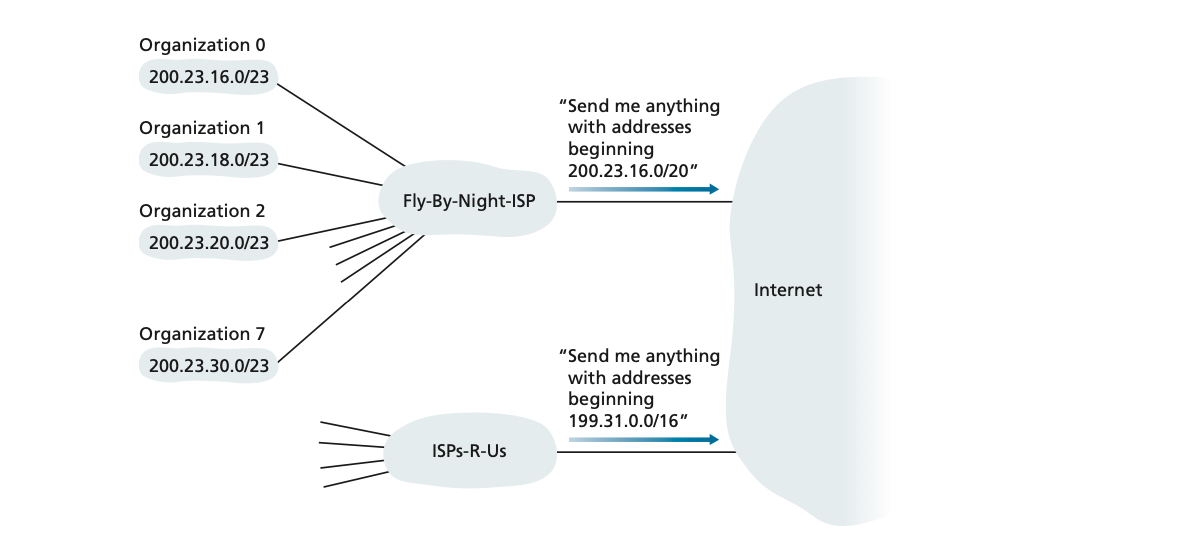 Organization 0
200.23.16.0/23
Organization 1
200.23.18.0/23
Organization 2
200.23.20.0/23
Organization 7
200.23.30.0/23
Fly-By-Night-ISP
“Send me anything
with addresses
beginning
200.23.16.0/20”
Internet
ISPs-R-Us
“Send me anything
with addresses
beginning
199.31.0.0/16”